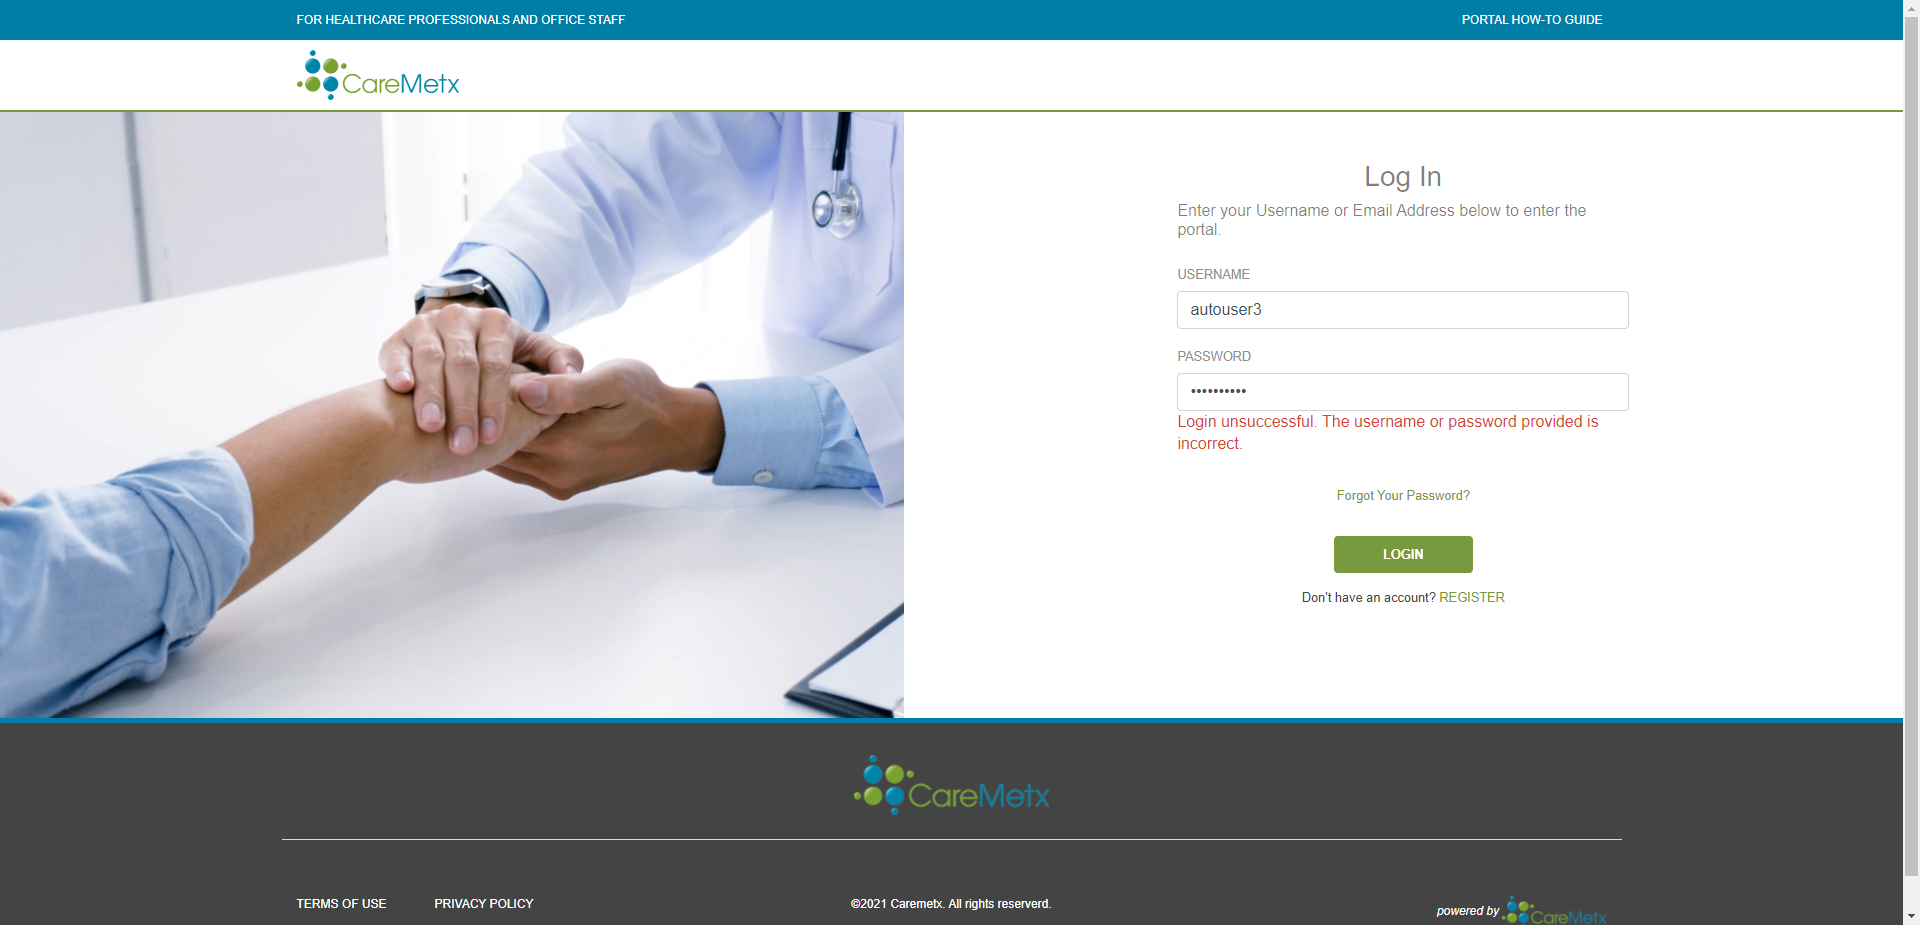 FOR HEALTHCARE PROFESSIONALS AND OFFICE STAFF
PORTAL HOW-TO GUIDE
CareMetx
Log In
Enter your Username or Email Address below to enter the
portal.
USERNAME
autouser3
PASSWORD
••••••••••
Login unsuccessful. The username or password provided is
incorrect.
Forgot Your Password?
LOGIN
Don't have an account? REGISTER
CareMetx
TERMS OF USE
PRIVACY POLICY
©2021 Caremetx. All rights reserverd.
powered by CareMetx